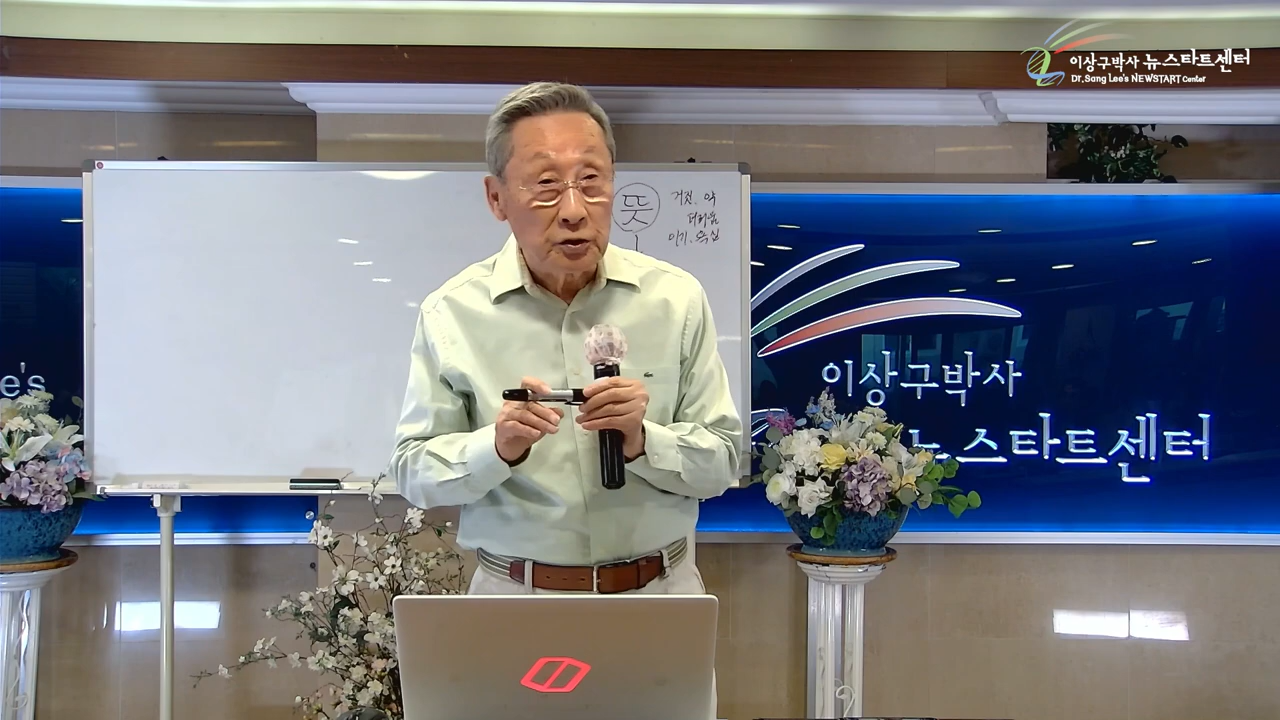 이상구박사 뉴스타트센터
Dr. Sang Lee's NEWSTART Center
뜻
거짓, 악
더러움
이기, 욕심
e's
이상구박사
뉴스타트센터